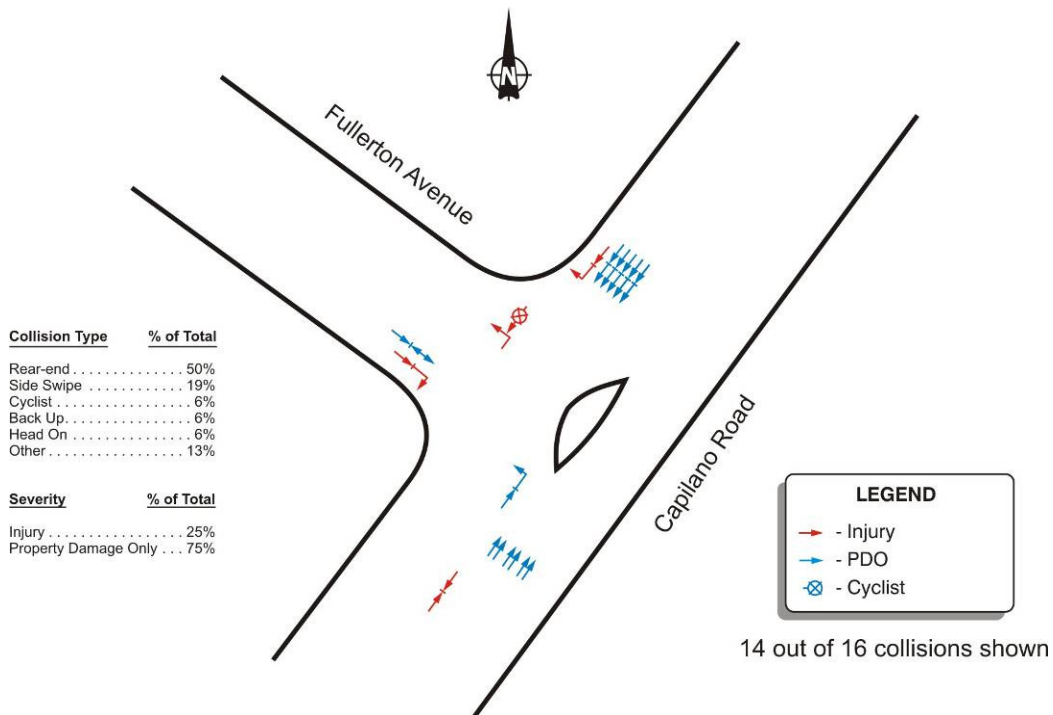 N
Fullerton Avenue
Collision Type % of Total
Rear-end . . . . . . . . . . . . . . . 50%
Side Swipe . . . . . . . . . . . . . 19%
Cyclist . . . . . . . . . . . . . . . . . . 6%
Back Up. . . . . . . . . . . . . . . . . 6%
Head On . . . . . . . . . . . . . . . . 6%
Other . . . . . . . . . . . . . . . . . 13%
Severity % of Total
Injury . . . . . . . . . . . . . . . . . . 25%
Property Damage Only . . . 75%
Capilano Road
LEGEND
- Injury
- PDO
- Cyclist
14 out of 16 collisions shown